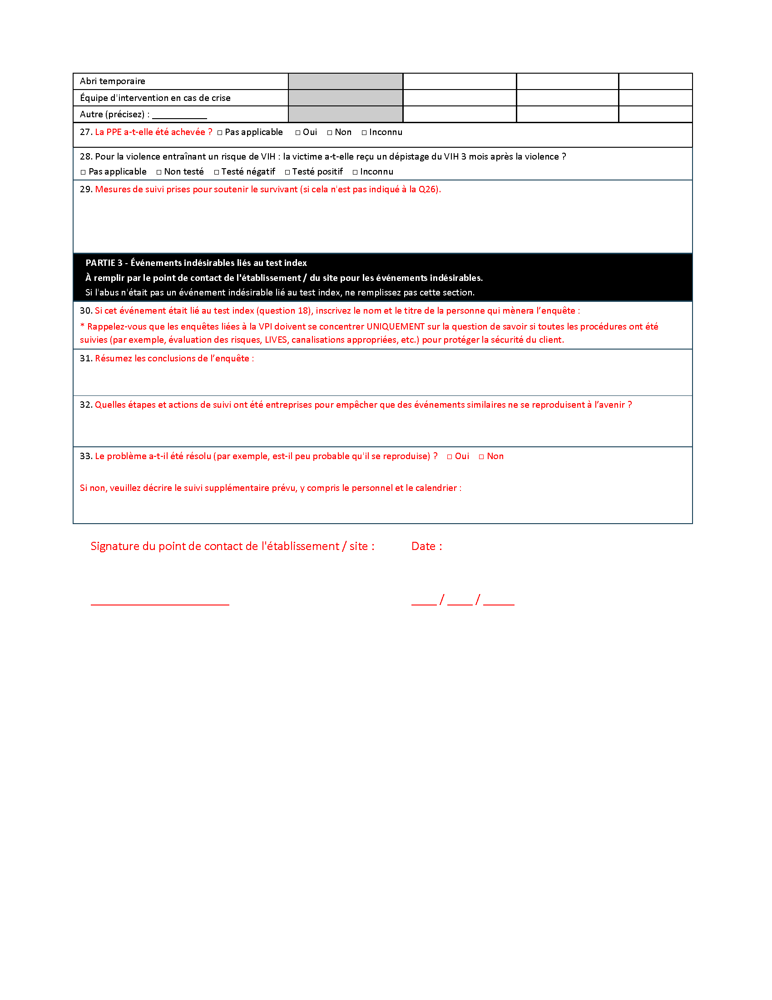 Abri temporaire
Équipe d'intervention en cas de crise
Autre (précisez) : ___________
27. La PPE a-t-elle été achevée ? □ Pas applicable □ Oui □ Non □ Inconnu
28. Pour la violence entraînant un risque de VIH : la victime a-t-elle reçu un dépistage du VIH 3 mois après la violence ?
□ Pas applicable □ Non testé □ Testé négatif □ Testé positif □ Inconnu
29. Mesures de suivi prises pour soutenir le survivant (si cela n'est pas indiqué à la Q26).
PARTIE 3 - Événements indésirables liés au test index
À remplir par le point de contact de l'établissement / du site pour les événements indésirables.
Si l'abus n'était pas un événement indésirable lié au test index, ne remplissez pas cette section.
30. Si cet événement était lié au test index (question 18), inscrivez le nom et le titre de la personne qui mènera l’enquête :
* Rappelez-vous que les enquêtes liées à la VPI doivent se concentrer UNIQUEMENT sur la question de savoir si toutes les procédures ont été
suivies (par exemple, évaluation des risques, LIVES, canalisations appropriées, etc.) pour protéger la sécurité du client.
31. Résumez les conclusions de l’enquête :
32. Quelles étapes et actions de suivi ont été entreprises pour empêcher que des événements similaires ne se reproduisent à l’avenir ?
33. Le problème a-t-il été résolu (par exemple, est-il peu probable qu'il se reproduise) ? □ Oui □ Non
Si non, veuillez décrire le suivi supplémentaire prévu, y compris le personnel et le calendrier :
Signature du point de contact de l'établissement / site : Date :
______________________ ____ / ____ / _____